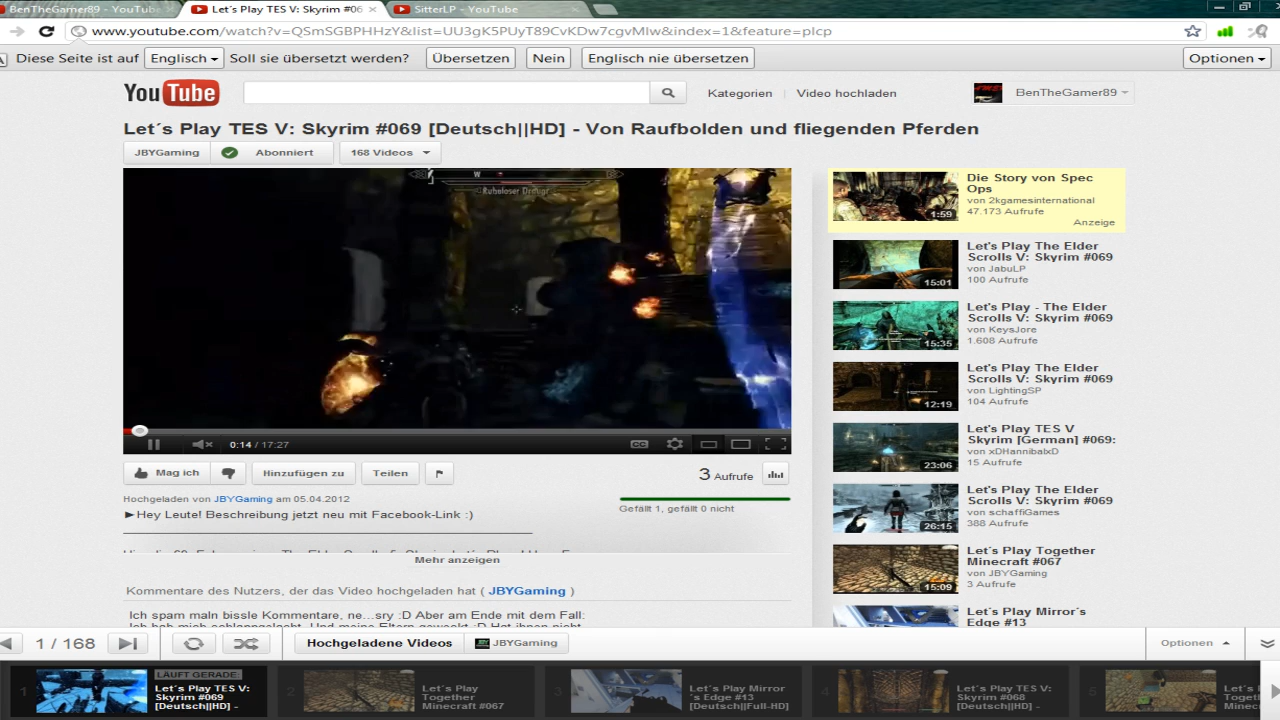 BenTheGamer89 - YouTube
Let´s Play TES V: Skyrim #06
SitterLP - YouTube
www.youtube.com/watch?v=QSmSGBPHHzY&list=UU3gK5PUyT89CvKDw7cgvMlw&index=1&feature=plcp
Diese Seite ist auf Englisch Soll sie übersetzt werden? Übersetzen Nein Englisch nie übersetzen Optionen
YouTube Kategorien Video hochladen BenTheGamer89
Let´s Play TES V: Skyrim #069 [Deutsch||HD] - Von Raufbolden und fliegenden Pferden
JBYGaming Abonniert 168 Videos
W
Ruheloser Draugr
0:14 / 17:27 CC
Mag ich Hinzufügen zu Teilen 3 Aufrufe
Hochgeladen von JBYGaming am 05.04.2012
►Hey Leute! Beschreibung jetzt neu mit Facebook-Link :)
Gefällt 1, gefällt 0 nicht
Mehr anzeigen
Kommentare des Nutzers, der das Video hochgeladen hat ( JBYGaming )
Ich spam maln bissle Kommentare, ne...sry :D Aber am Ende mit dem Fall:
Die Story von Spec
Ops
von 2kgamesinternational
47.173 Aufrufe
Anzeige
1:59
Let's Play The Elder
Scrolls V: Skyrim #069
von JabuLP
100 Aufrufe
15:01
Let's Play - The Elder
Scrolls V: Skyrim #069
von KeysJore
1.608 Aufrufe
15:35
Let's Play The Elder
Scrolls V: Skyrim #069
von LightingSP
104 Aufrufe
12:19
Let's Play TES V
Skyrim [German] #069:
von xDHannibalxD
15 Aufrufe
23:06
Let's Play The Elder
Scrolls V: Skyrim #069
von schaffiGames
388 Aufrufe
26:15
Let´s Play Together
Minecraft #067
von JBYGaming
3 Aufrufe
15:09
Let´s Play Mirror´s
Edge #13
1 / 168 Hochgeladene Videos JBYGaming Optionen
1
LÄUFT GERADE
Let´s Play TES V:
Skyrim #069
[Deutsch||HD] -
2
Let´s Play
Together
Minecraft #067
3
Let´s Play Mirror
´s Edge #13
[Deutsch||Full-HD]
4
Let´s Play TES V:
Skyrim #068
[Deutsch||HD] -
5
Let´s